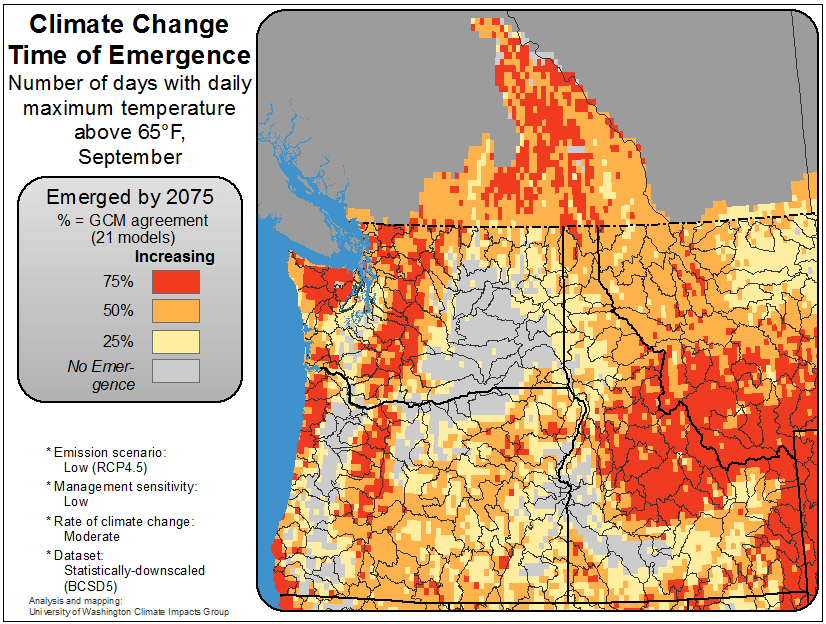 Climate Change
Time of Emergence
Number of days with daily
maximum temperature
above 65°F,
September
Emerged by 2075
% = GCM agreement
(21 models)
Increasing
75%
50%
25%
No Emer-
gence
* Emission scenario:
Low (RCP4.5)
* Management sensitivity:
Low
* Rate of climate change:
Moderate
* Dataset:
Statistically-downscaled
(BCSD5)
Analysis and mapping:
University of Washington Climate Impacts Group